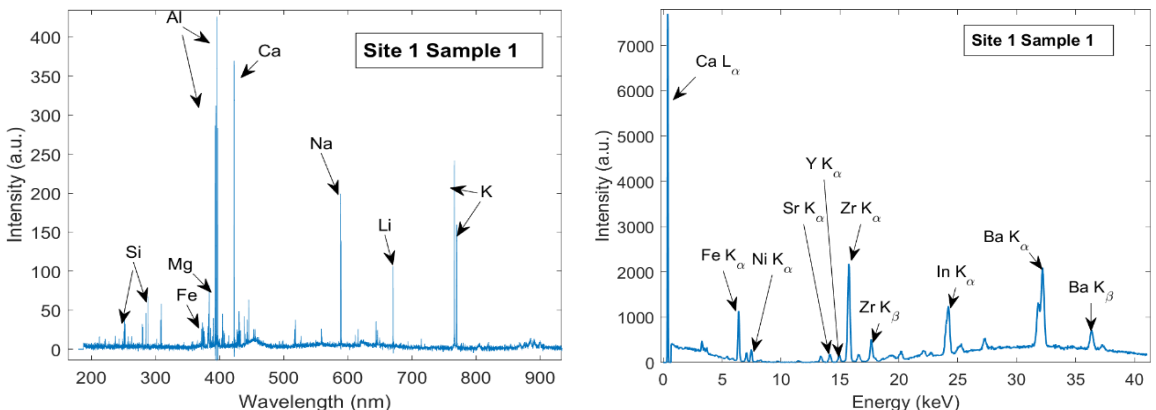 Site 1 Sample 1
Al
Ca
Na
K
Li
Si
Mg
Fe
400
350
300
250
200
150
100
50
0
Intensity (a.u.)
200 300 400 500 600 700 800 900
Wavelength (nm)
Site 1 Sample 1
Ca Lα
Y Kα
Sr Kα
Zr Kα
Fe Kα
Ni Kα
Zr Kβ
In Kα
Ba Kα
Ba Kβ
7000
6000
5000
4000
3000
2000
1000
0
Intensity (a.u.)
0 5 10 15 20 25 30 35 40
Energy (keV)